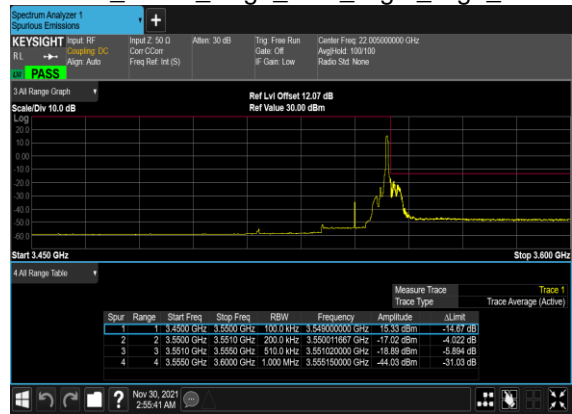 Spectrum Analyzer 1
Spurious Emissions
+
KEYSIGHT Input: RF Input Z: 50 Ω Atten: 30 dB Trig: Free Run Center Freq: 22.005000000 GHz
RL Coupling: DC Corr CCorr Gate: Off Avg|Hold: 100/100
Align: Auto Freq Ref: Int (S) IF Gain: Low Radio Std: None
LW PASS
3 All Range Graph Ref Lvl Offset 12.07 dB
Scale/Div 10.0 dB Ref Value 30.00 dBm
Log
20.0
10.0
0.00
-10.0
-20.0
-30.0
-40.0
-50.0
-60.0
Start 3.450 GHz Stop 3.600 GHz
4 All Range Table
Measure Trace Trace 1
Trace Type Trace Average (Active)
Spur Range Start Freq Stop Freq RBW Frequency Amplitude ΔLimit
1 1 3.4500 GHz 3.5500 GHz 100.0 kHz 3.549000000 GHz 15.33 dBm -14.67 dB
2 2 3.5500 GHz 3.5510 GHz 200.0 kHz 3.550011667 GHz -17.02 dBm -4.022 dB
3 3 3.5510 GHz 3.5550 GHz 510.0 kHz 3.551020000 GHz -18.89 dBm -5.894 dB
4 4 3.5550 GHz 3.6000 GHz 1.000 MHz 3.555150000 GHz -44.03 dBm -31.03 dB
? Nov 30, 2021
2:55:41 AM